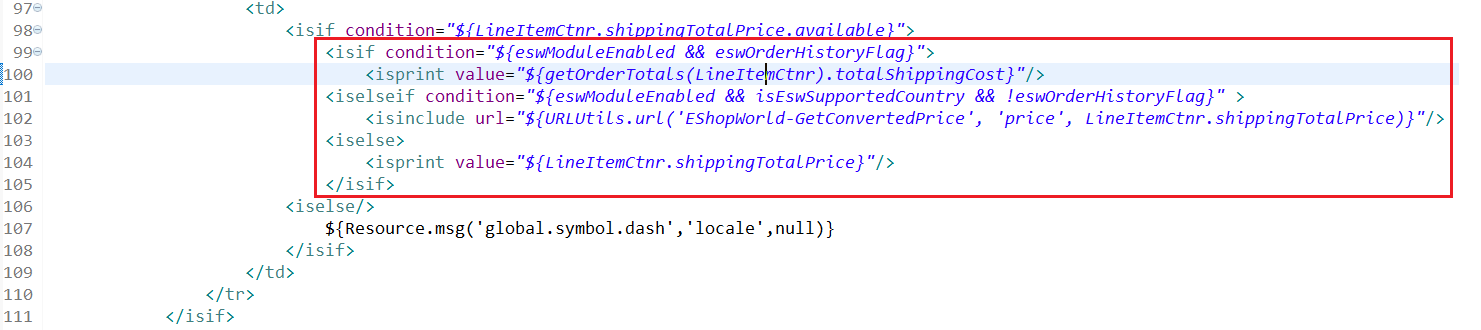 97 <td>
98 <isif condition="${LineItemCtnr.shippingTotalPrice.available}">
99 <isif condition="${eswModuleEnabled && eswOrderHistoryFlag}">
100 <isprint value="${getOrderTotals(LineItemCtnr).totalShippingCost}"/>
101 <iselseif condition="${eswModuleEnabled && isEswSupportedCountry && !eswOrderHistoryFlag}" >
102 <isinclude url="${URLUtils.url('EShopWorld-GetConvertedPrice', 'price', LineItemCtnr.shippingTotalPrice)}"/>
103 <iselse>
104 <isprint value="${LineItemCtnr.shippingTotalPrice}"/>
105 </isif>
106 <iselse/>
107 ${Resource.msg('global.symbol.dash','locale',null)}
108 </isif>
109 </td>
110 </tr>
111 </isif>